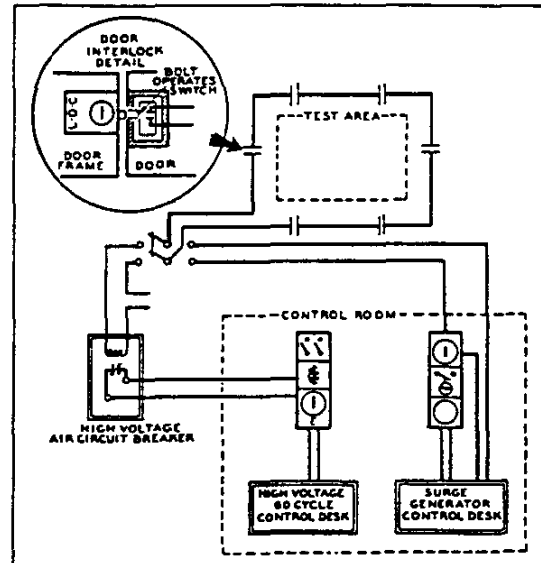 DOOR
INTERLOCK
DETAIL
BOLT
OPERATES
SWITCH
DOOR
FRAME
DOOR
TEST AREA
CONTROL ROOM
HIGH VOLTAGE
AIR CIRCUIT BREAKER
HIGH VOLTAGE
60 CYCLE
CONTROL DESK
SURGE
GENERATOR
CONTROL DESK